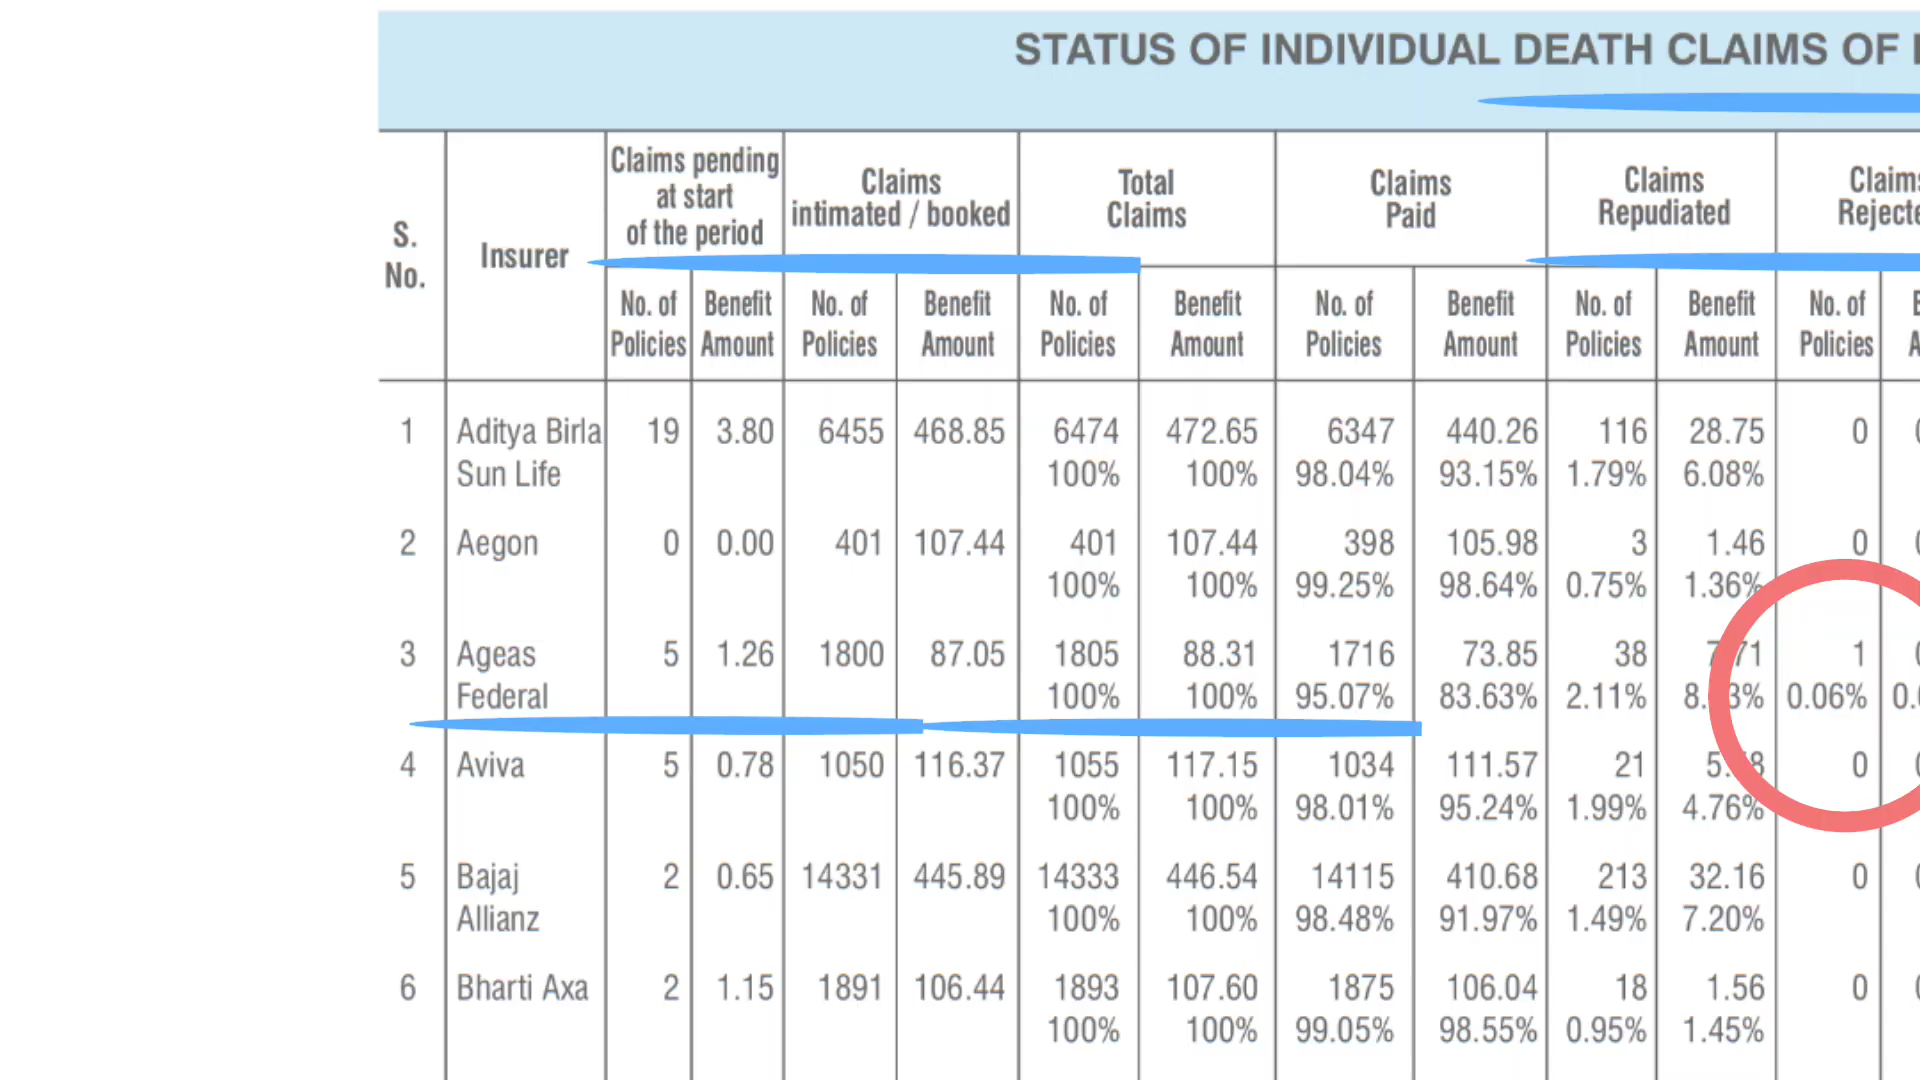 STATUS OF INDIVIDUAL DEATH CLAIMS OF
S. No. Insurer Claims pending at start of the period Claims intimated / booked Total Claims Claims Paid Claims Repudiated Claims
No. of Policies Benefit Amount No. of Policies Benefit Amount No. of Policies Benefit Amount No. of Policies Benefit Amount No. of Policies Benefit Amount No. of Policies
1 Aditya Birla 19 3.80 6455 468.85 6474 472.65 6347 440.26 116 28.75 0
Sun Life 100% 100% 98.04% 93.15% 1.79% 6.08%
2 Aegon 0 0.00 401 107.44 401 107.44 398 105.98 3 1.46 0
100% 100% 99.25% 98.64% 0.75% 1.36%
3 Ageas 5 1.26 1800 87.05 1805 88.31 1716 73.85 38 1
Federal 100% 100% 95.07% 83.63% 2.11% 0.06%
4 Aviva 5 0.78 1050 116.37 1055 117.15 1034 111.57 21 0
100% 100% 98.01% 95.24% 1.99% 4.76%
5 Bajaj 2 0.65 14331 445.89 14333 446.54 14115 410.68 213 32.16 0
Allianz 100% 100% 98.48% 91.97% 1.49% 7.20%
6 Bharti Axa 2 1.15 1891 106.44 1893 107.60 1875 106.04 18 1.56 0
100% 100% 99.05% 98.55% 0.95% 1.45%